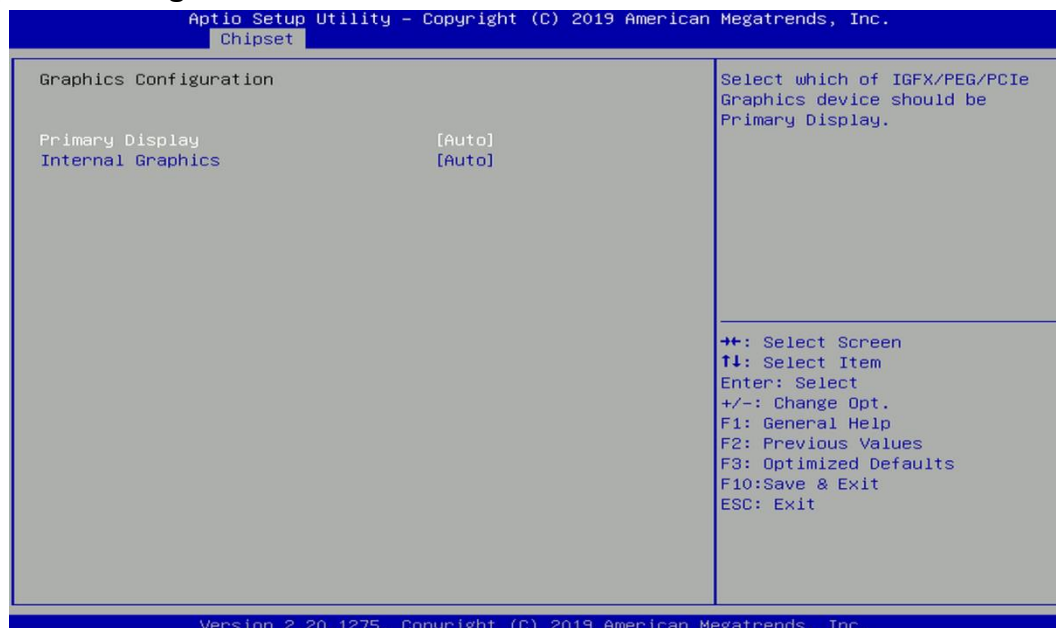 Aptio Setup Utility – Copyright (C) 2019 American Megatrends, Inc.
Chipset
Graphics Configuration
Primary Display [Auto]
Internal Graphics [Auto]
Select which of IGFX/PEG/PCIe
Graphics device should be
Primary Display.
→←: Select Screen
↑↓: Select Item
Enter: Select
+/-: Change Opt.
F1: General Help
F2: Previous Values
F3: Optimized Defaults
F10:Save & Exit
ESC: Exit
Version 2.20.1275. Copyright (C) 2019 American Megatrends, Inc.